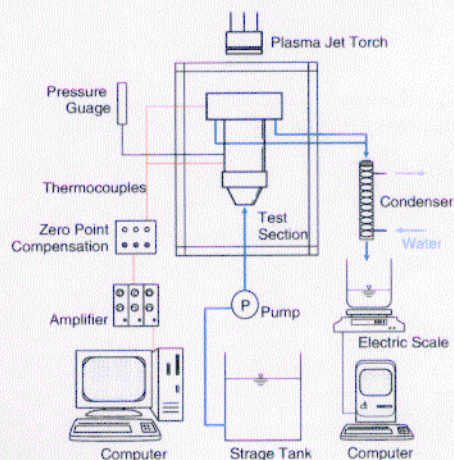 Plasma Jet Torch
Pressure
Guage
Thermocouples
Condenser
Test
Section
Zero Point
Compensation
Water
P
Pump
Amplifier
Electric Scale
Computer
Strage Tank
Computer